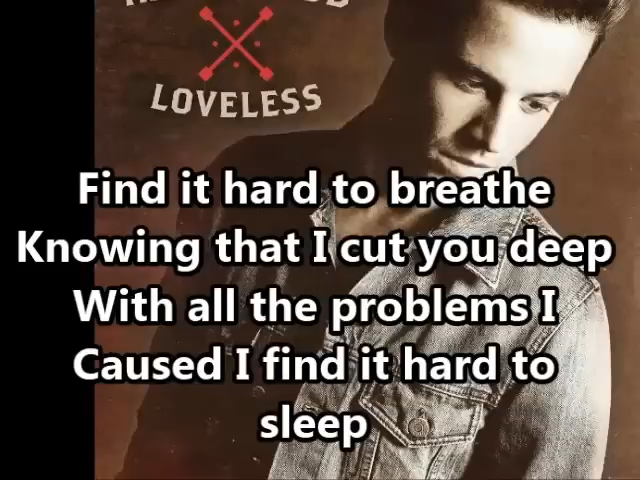 LOVELESS
Find it hard to breathe
Knowing that I cut you deep
With all the problems I
Caused I find it hard to
sleep